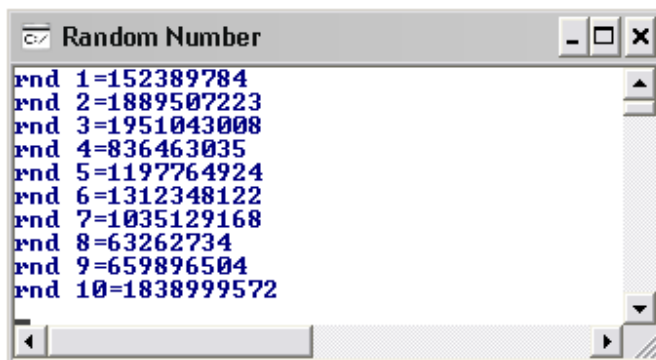 Random Number
rnd 1=152389784
rnd 2=1889507223
rnd 3=1951043008
rnd 4=836463035
rnd 5=1197764924
rnd 6=1312348122
rnd 7=1035129168
rnd 8=63262734
rnd 9=659896504
rnd 10=1838999572